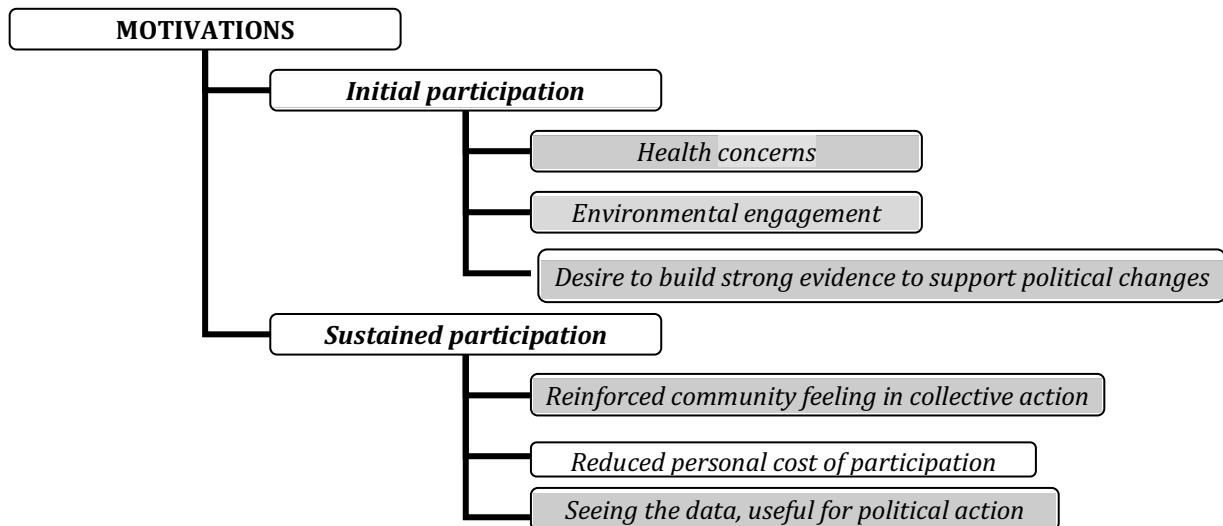 MOTIVATIONS
Initial participation
Health concerns
Environmental engagement
Desire to build strong evidence to support political changes
Sustained participation
Reinforced community feeling in collective action
Reduced personal cost of participation
Seeing the data, useful for political action